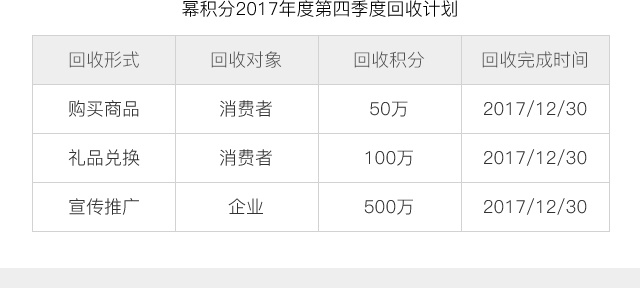 幂积分2017年度第四季度回收计划
回收形式 回收对象 回收积分 回收完成时间
购买商品 消费者 50万 2017/12/30
礼品兑换 消费者 100万 2017/12/30
宣传推广 企业 500万 2017/12/30